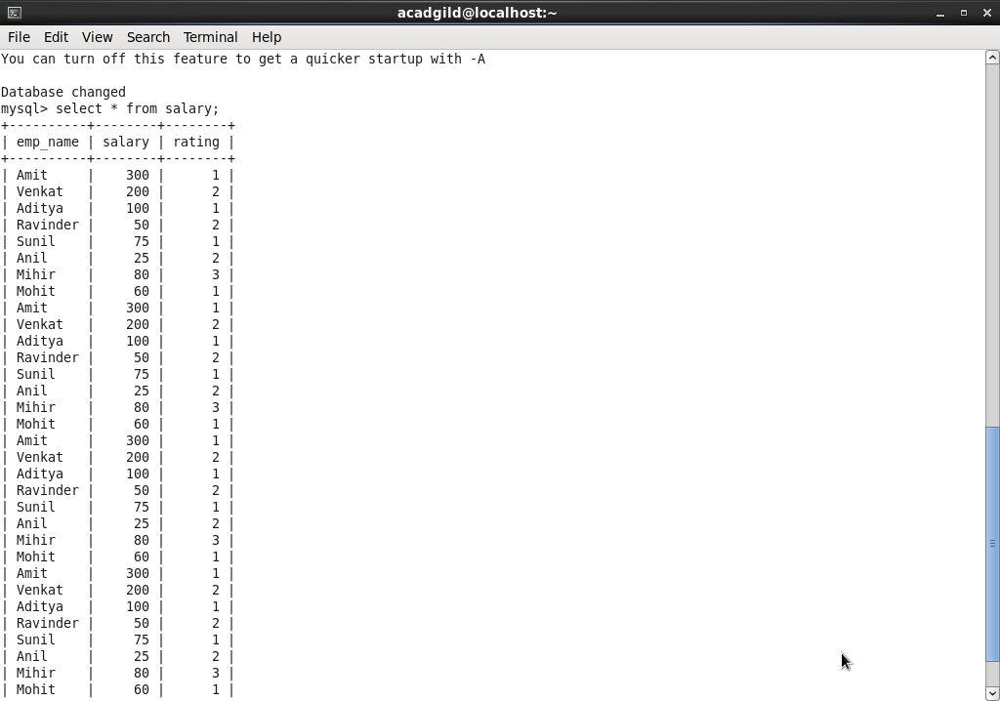 acadgild@localhost:~
File Edit View Search Terminal Help
You can turn off this feature to get a quicker startup with -A
Database changed
mysql> select * from salary;
+----------+--------+--------+
| emp_name | salary | rating |
+----------+--------+--------+
| Amit     |    300 |      1 |
| Venkat   |    200 |      2 |
| Aditya   |    100 |      1 |
| Ravinder |     50 |      2 |
| Sunil    |     75 |      1 |
| Anil     |     25 |      2 |
| Mihir    |     80 |      3 |
| Mohit    |     60 |      1 |
| Amit     |    300 |      1 |
| Venkat   |    200 |      2 |
| Aditya   |    100 |      1 |
| Ravinder |     50 |      2 |
| Sunil    |     75 |      1 |
| Anil     |     25 |      2 |
| Mihir    |     80 |      3 |
| Mohit    |     60 |      1 |
| Amit     |    300 |      1 |
| Venkat   |    200 |      2 |
| Aditya   |    100 |      1 |
| Ravinder |     50 |      2 |
| Sunil    |     75 |      1 |
| Anil     |     25 |      2 |
| Mihir    |     80 |      3 |
| Mohit    |     60 |      1 |
| Amit     |    300 |      1 |
| Venkat   |    200 |      2 |
| Aditya   |    100 |      1 |
| Ravinder |     50 |      2 |
| Sunil    |     75 |      1 |
| Anil     |     25 |      2 |
| Mihir    |     80 |      3 |
| Mohit    |     60 |      1 |